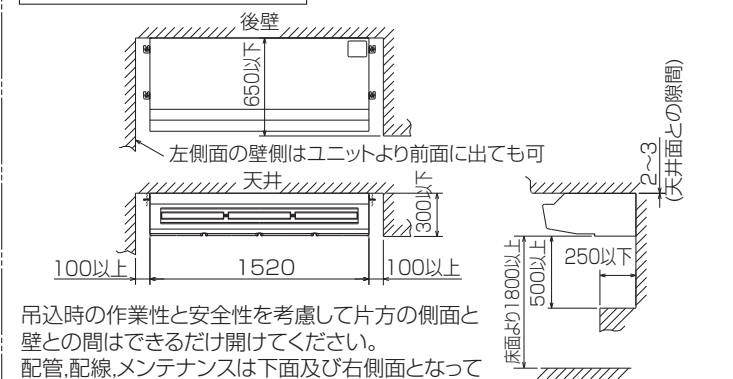 後壁
650以下
左側面の壁側はユニットより前面に出ても可
天井
300以下
100以上
1520
100以上
2〜3
(天井面との隙間)
250以下
500以上
床面より1800以上
吊込時の作業性と安全性を考慮して片方の側面と
壁との間はできるだけ開けてください。
配管,配線,メンテナンスは下面及び右側面となって